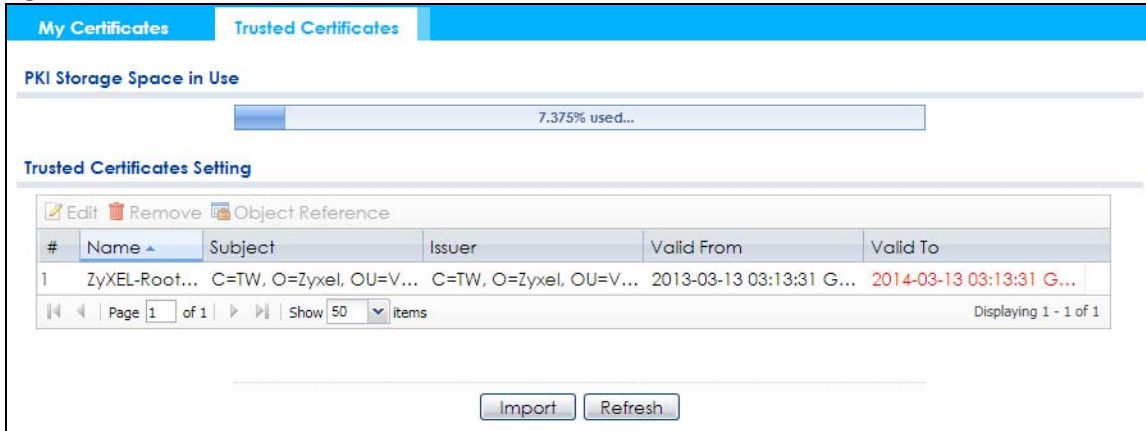 My Certificates Trusted Certificates
PKI Storage Space in Use
7.375% used...
Trusted Certificates Setting
Edit Remove Object Reference
# Name Subject Issuer Valid From Valid To
1 ZyXEL-Root... C=TW, O=Zyxel, OU=V... C=TW, O=Zyxel, OU=V... 2013-03-13 03:13:31 G... 2014-03-13 03:13:31 G...
Page 1 of 1 Show 50 items Displaying 1 - 1 of 1
Import Refresh